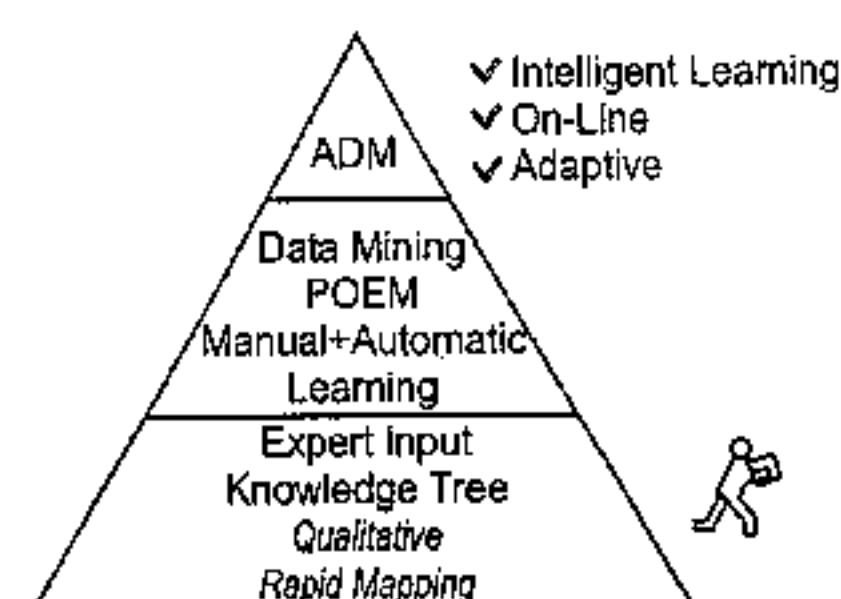 ADM
✓ Intelligent Learning
✓ On-Line
✓ Adaptive
Data Mining
POEM
Manual+Automatic
Learning
Expert Input
Knowledge Tree
Qualitative
Rapid Mapping